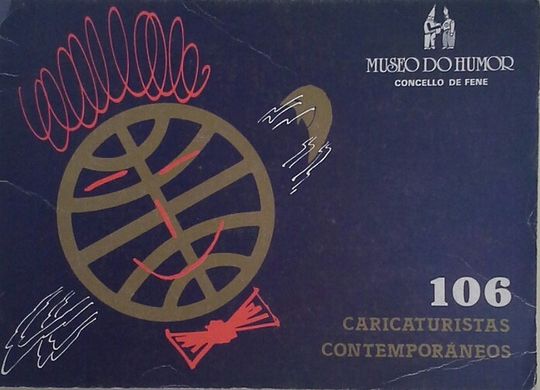 MUSEO DO HUMOR
CONCELLO DE FENE
106
CARICATURISTAS
CONTEMPORÁNEOS